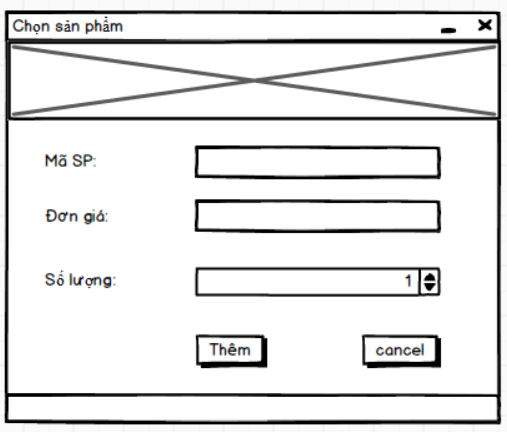 Chọn sản phẩm
Mã SP:
Đơn giá:
Số lượng:
1
Thêm
cancel